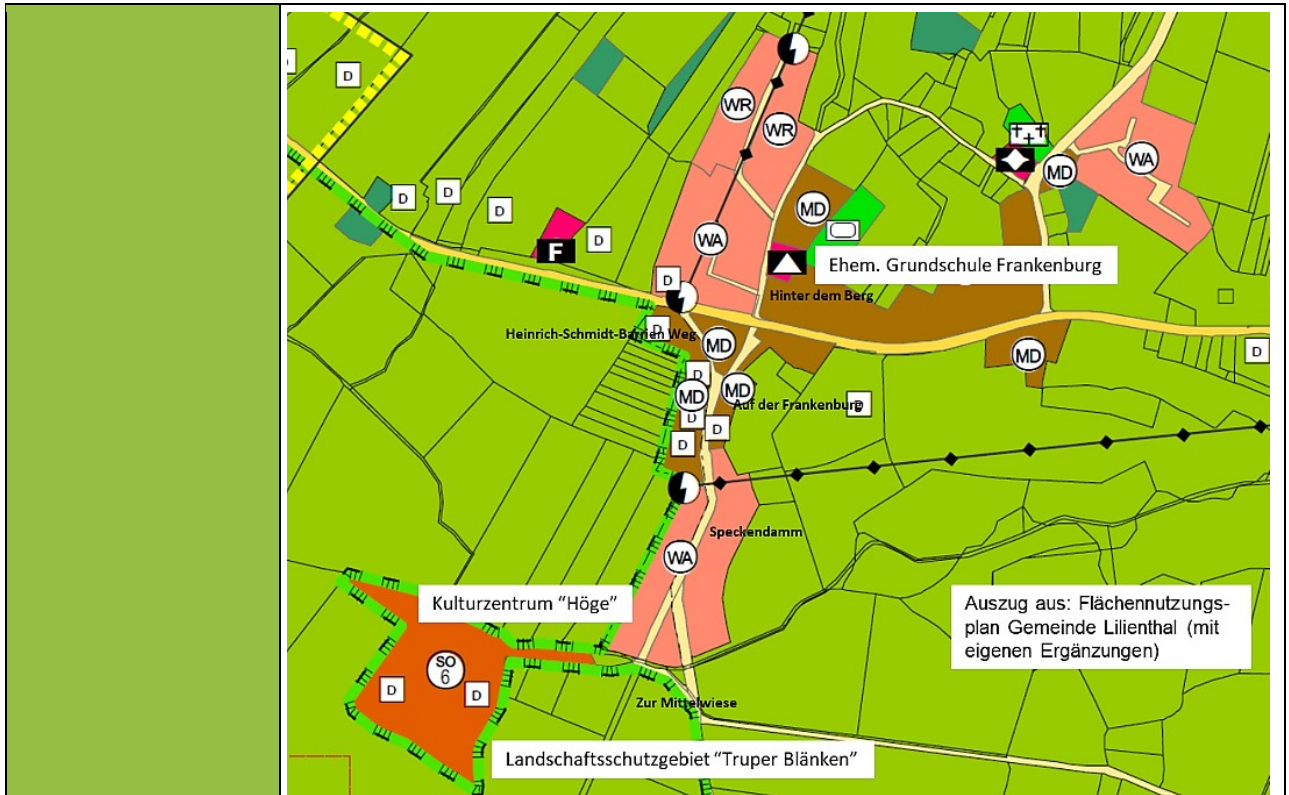 D
D
WR
WR
WA
MD
D
D
D
MD
D
F
WA
D
Ehem. Grundschule Frankenburg
Hinter dem Berg
D
Heinrich-Schmidt-Barrien Weg
MD
D
MD
D
MD
MD
Auf der Frankenburg
D
D
D
D
Speckendamm
WA
Kulturzentrum "Höge"
Auszug aus: Flächennutzungs-
plan Gemeinde Lilienthal (mit
eigenen Ergänzungen)
SO
6
D
D
Zur Mittelwiese
Landschaftsschutzgebiet "Truper Blänken"